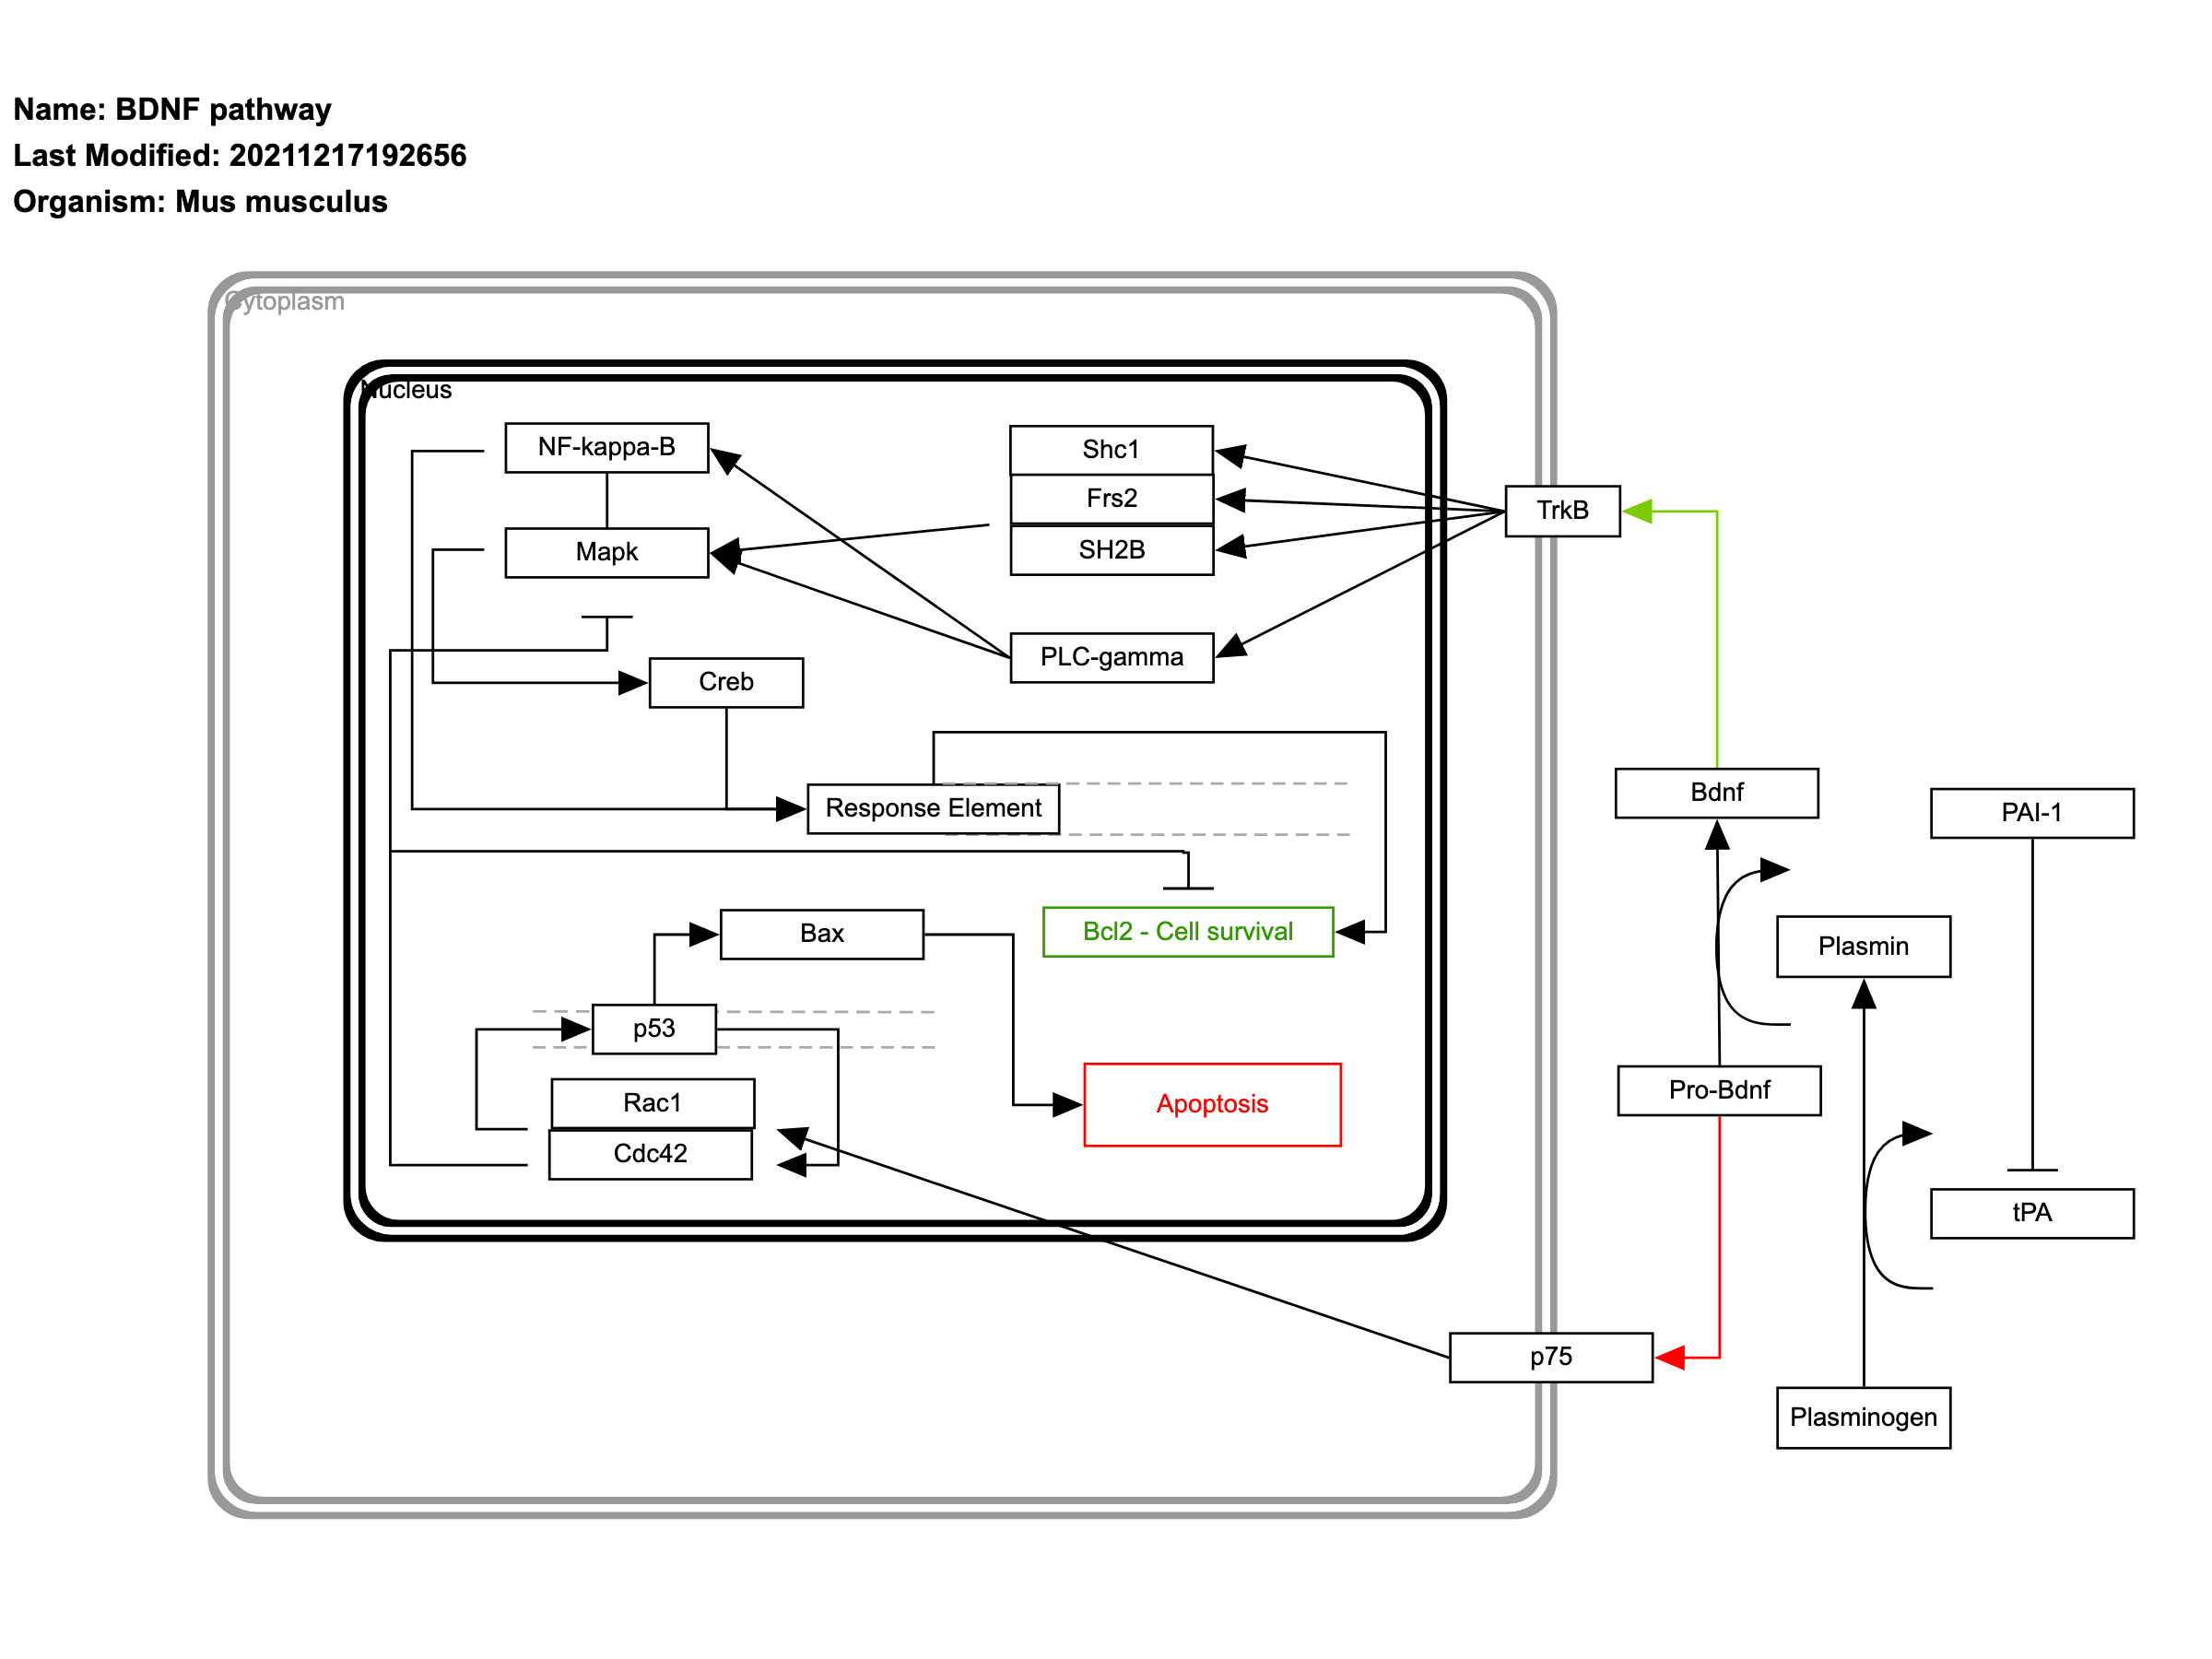 Name: BDNF pathway
Last Modified: 20211217192656
Organism: Mus musculus
Cytoplasm
Nucleus
NF-kappa-B
Shc1
Frs2
TrkB
Mapk
SH2B
PLC-gamma
Creb
Bdnf
Response Element
PAI-1
Bax
Bcl2 - Cell survival
Plasmin
p53
Pro-Bdnf
Rac1
Apoptosis
Cdc42
tPA
p75
Plasminogen